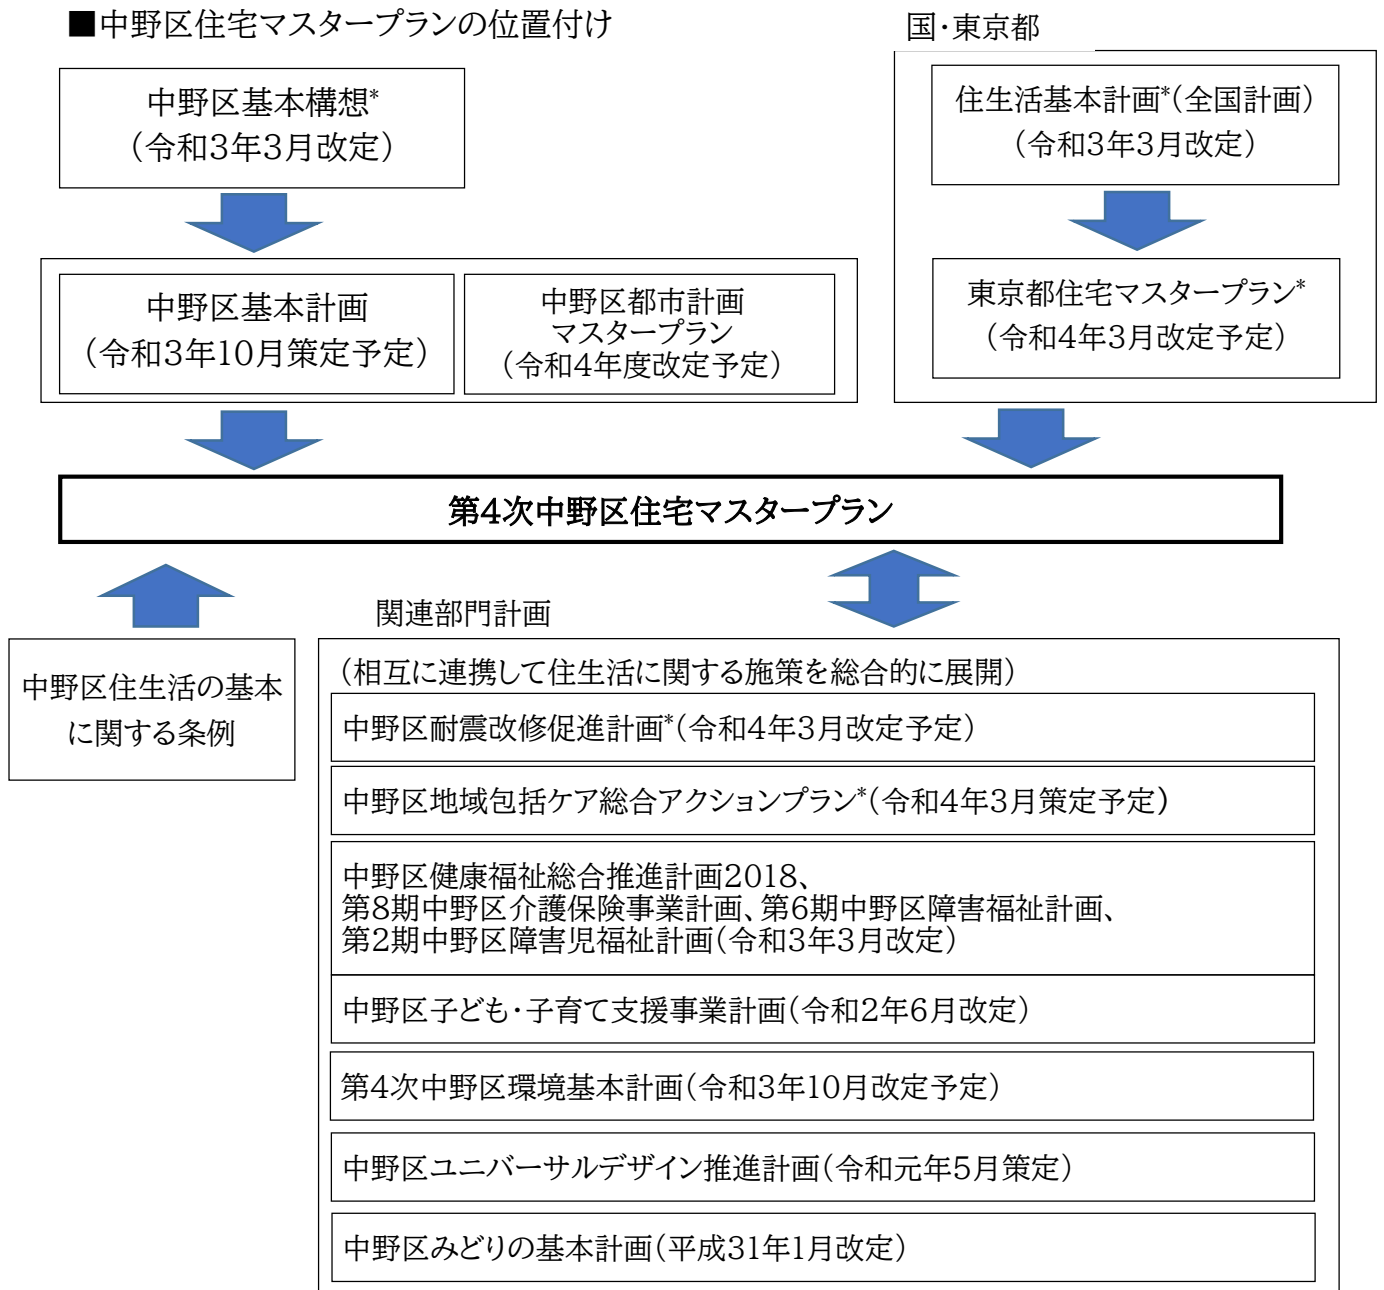 ■中野区住宅マスタープランの位置付け
国・東京都
中野区基本構想*
(令和3年3月改定)
住生活基本計画*(全国計画)
(令和3年3月改定)
中野区基本計画
(令和3年10月策定予定)
中野区都市計画
マスタープラン
(令和4年度改定予定)
東京都住宅マスタープラン*
(令和4年3月改定予定)
第4次中野区住宅マスタープラン
中野区住生活の基本
に関する条例
関連部門計画
(相互に連携して住生活に関する施策を総合的に展開)
中野区耐震改修促進計画*(令和4年3月改定予定)
中野区地域包括ケア総合アクションプラン*(令和4年3月策定予定)
中野区健康福祉総合推進計画2018、
第8期中野区介護保険事業計画、第6期中野区障害福祉計画、
第2期中野区障害児福祉計画(令和3年3月改定)
中野区子ども・子育て支援事業計画(令和2年6月改定)
第4次中野区環境基本計画(令和3年10月改定予定)
中野区ユニバーサルデザイン推進計画(令和元年5月策定)
中野区みどりの基本計画(平成31年1月改定)